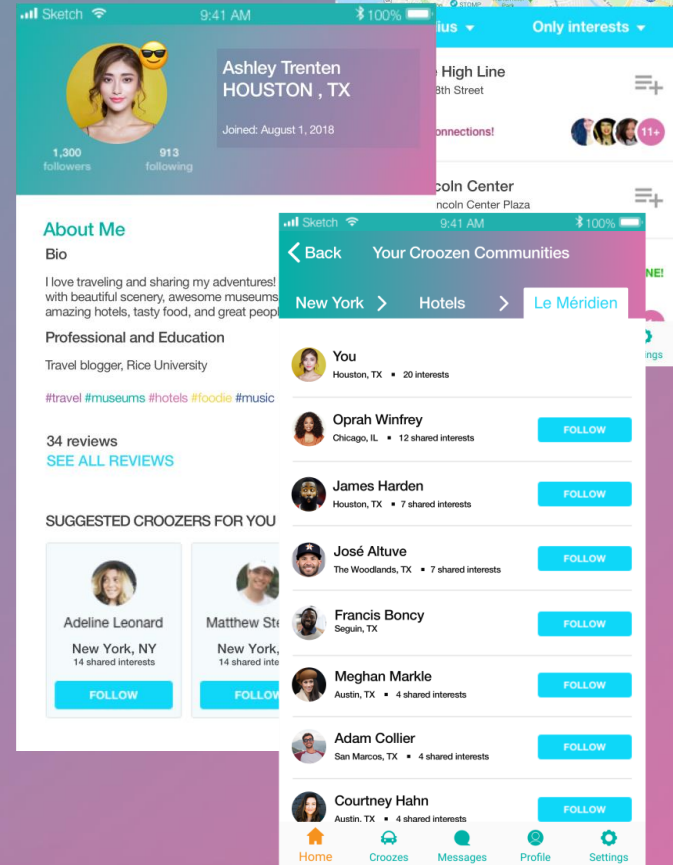 Sketch
9:41 AM
100%
Ashley Trenten
HOUSTON , TX
Joined: August 1, 2018
1,300
followers
913
following
About Me
Bio
I love traveling and sharing my adventures!
with beautiful scenery, awesome museums
amazing hotels, tasty food, and great peopl
Professional and Education
Travel blogger, Rice University
#travel #museums #hotels #foodie #music
34 reviews
SEE ALL REVIEWS
SUGGESTED CROOZERS FOR YOU
Adeline Leonard
New York, NY
14 shared interests
FOLLOW
Matthew Ste
New York,
14 shared inte
FOLLOW
STOMP
ius
Only interests
High Line
8th Street
onnections!
11+
coln Center
ncoln Center Plaza
NE!
ngs
Sketch
9:41 AM
100%
Back
Your Croozen Communities
New York > Hotels > Le Méridien
You
Houston, TX ▪ 20 interests
Oprah Winfrey
Chicago, IL ▪ 12 shared interests
FOLLOW
James Harden
Houston, TX ▪ 7 shared interests
FOLLOW
José Altuve
The Woodlands, TX ▪ 7 shared interests
FOLLOW
Francis Boncy
Seguin, TX
FOLLOW
Meghan Markle
Austin, TX ▪ 4 shared interests
FOLLOW
Adam Collier
San Marcos, TX ▪ 4 shared interests
FOLLOW
Courtney Hahn
Austin, TX ▪ 4 shared interests
FOLLOW
Home
Croozes
Messages
Profile
Settings